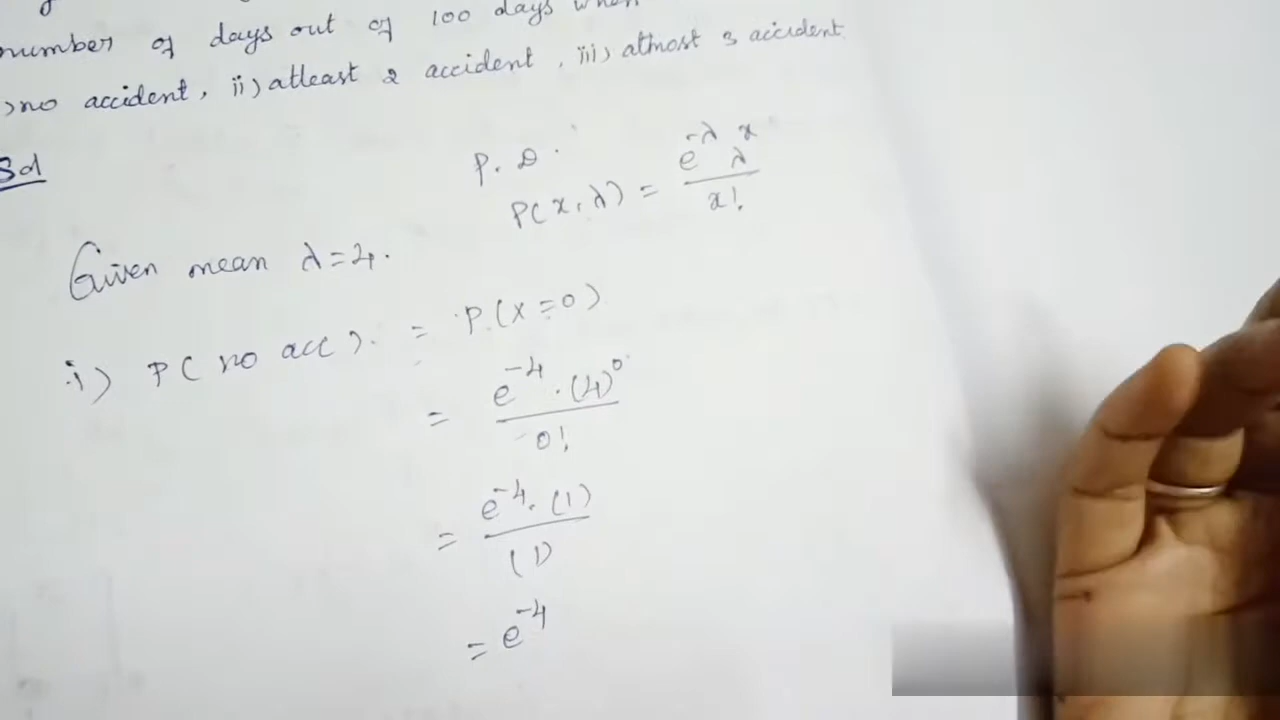 number of days out of 100 days when
)no accident, ii) atleast 2 accident, iii) atmost 3 accident.
Sol
P.D.
P(x, λ) = e^-λ λ^x / x!
Given mean λ=4.
i) P( no acc ). = P.(X=0)
= e^-4 . (4)^0 / 0!
= e^-4 . (1) / (1)
= e^-4